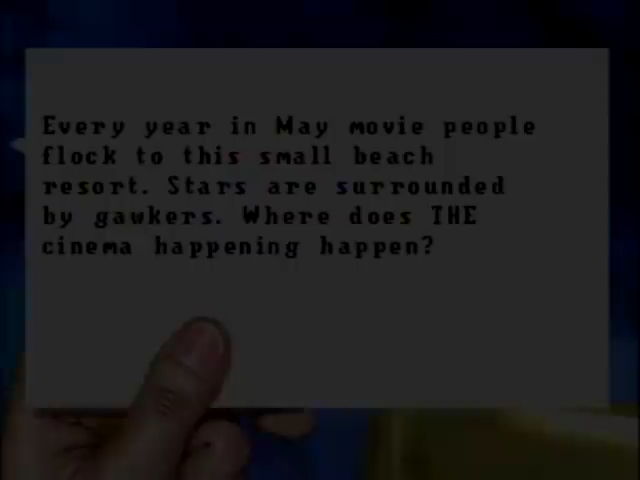 Every year in May movie people
flock to this small beach
resort. Stars are surrounded
by gawkers. Where does THE
cinema happening happen?